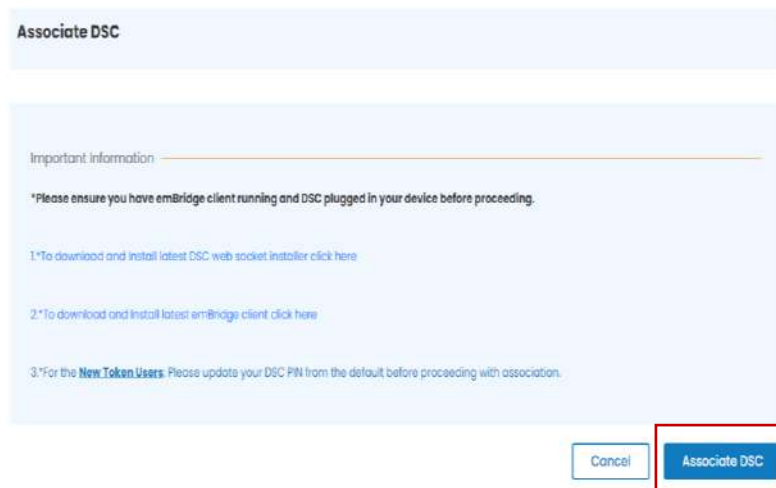 Associate DSC
Important Information
*Please ensure you have emBridge client running and DSC plugged in your device before proceeding.
1.*To download and install latest DSC web socket installer click here
2.*To download and install latest emBridge client click here
3.*For the New Token Users: Please update your DSC PIN from the default before proceeding with association.
Cancel
Associate DSC